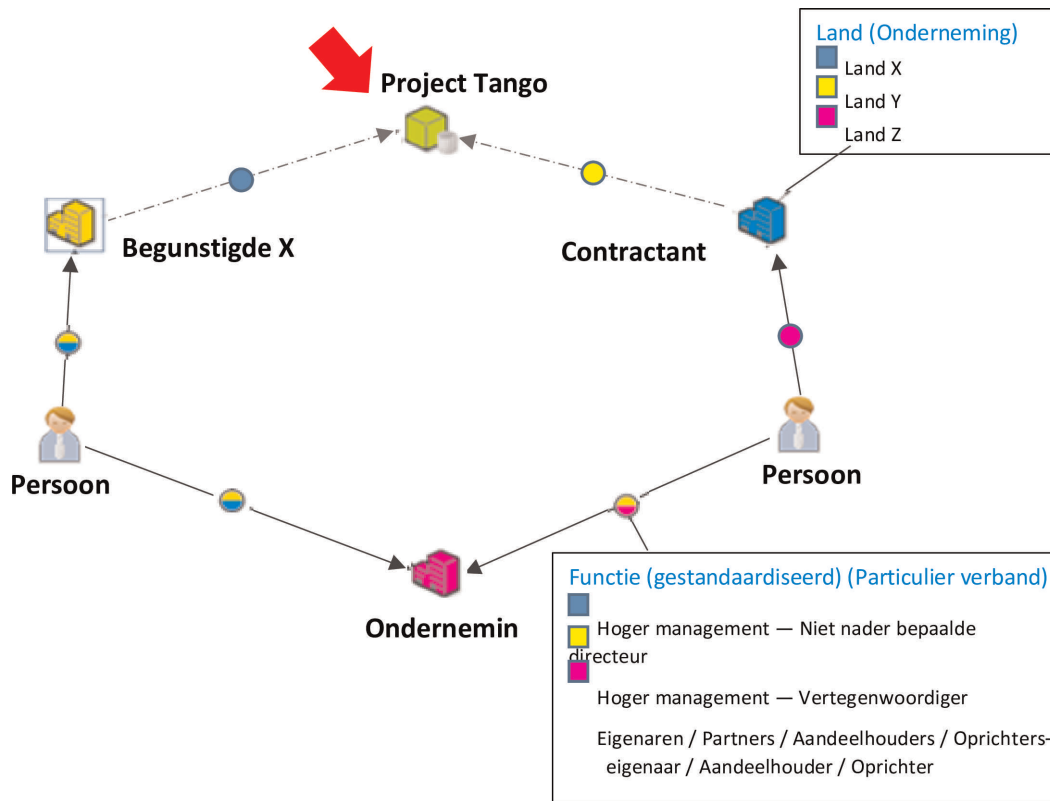 Land (Onderneming)
Land X
Land Y
Land Z
Project Tango
Begunstigde X
Contractant
Persoon
Persoon
Ondernemin
Functie (gestandaardiseerd) (Particulier verband)
Hoger management — Niet nader bepaalde
directeur
Hoger management — Vertegenwoordiger
Eigenaren / Partners / Aandeelhouders / Oprichters-
eigenaar / Aandeelhouder / Oprichter